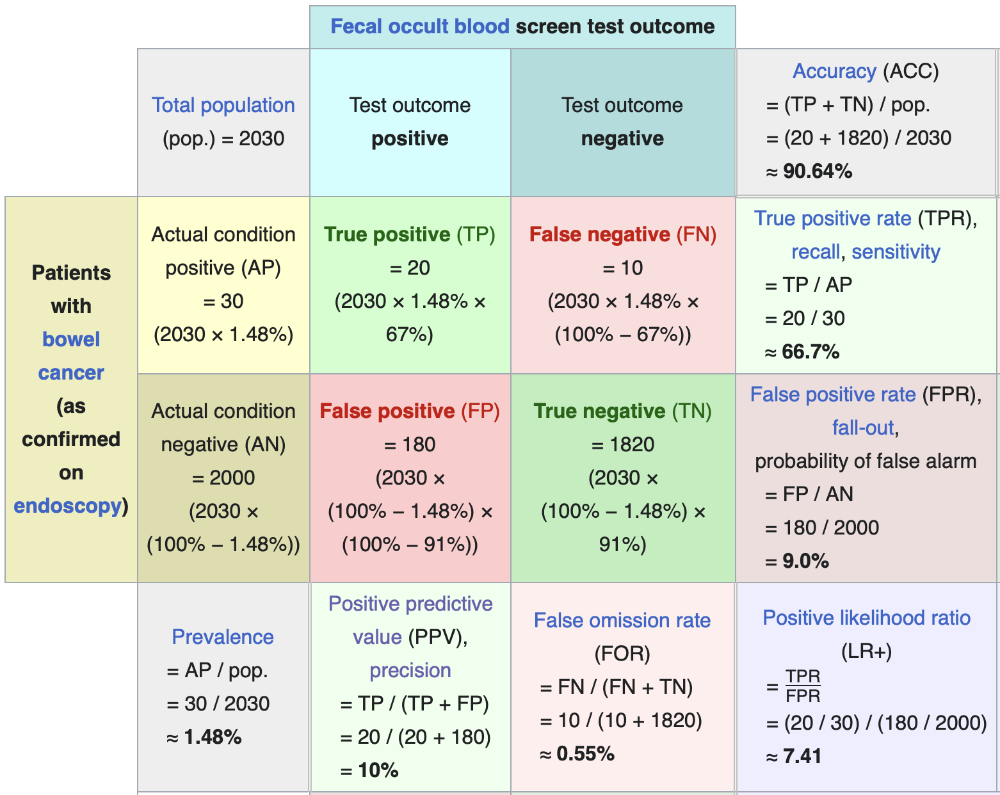 Fecal occult blood screen test outcome
Total population
(pop.) = 2030
Test outcome
positive
Test outcome
negative
Accuracy (ACC)
= (TP + TN) / pop.
= (20 + 1820) / 2030
≈ 90.64%
Patients
with
bowel
cancer
(as
confirmed
on
endoscopy)
Actual condition
positive (AP)
= 30
(2030 × 1.48%)
True positive (TP)
= 20
(2030 × 1.48% ×
67%)
False negative (FN)
= 10
(2030 × 1.48% ×
(100% − 67%))
True positive rate (TPR),
recall, sensitivity
= TP / AP
= 20 / 30
≈ 66.7%
Actual condition
negative (AN)
= 2000
(2030 ×
(100% − 1.48%))
False positive (FP)
= 180
(2030 ×
(100% − 1.48%) ×
(100% − 91%))
True negative (TN)
= 1820
(2030 ×
(100% − 1.48%) ×
91%)
False positive rate (FPR),
fall-out,
probability of false alarm
= FP / AN
= 180 / 2000
= 9.0%
Prevalence
= AP / pop.
= 30 / 2030
≈ 1.48%
Positive predictive
value (PPV),
precision
= TP / (TP + FP)
= 20 / (20 + 180)
= 10%
False omission rate
(FOR)
= FN / (FN + TN)
= 10 / (10 + 1820)
≈ 0.55%
Positive likelihood ratio
(LR+)
= TPR
FPR
= (20 / 30) / (180 / 2000)
≈ 7.41